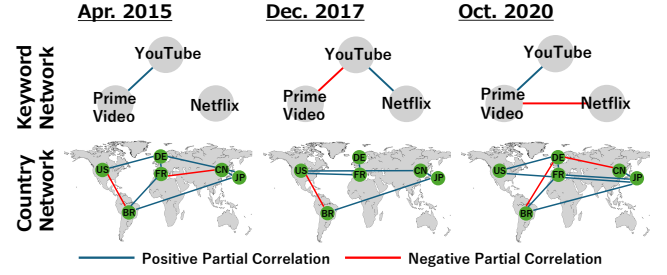 Apr. 2015
Dec. 2017
Oct. 2020
Keyword
Network
YouTube
Prime
Video
Netflix
YouTube
Prime
Video
Netflix
YouTube
Prime
Video
Netflix
Country
Network
US
DE
FR
CN
JP
BR
US
DE
FR
CN
JP
BR
US
DE
FR
CN
JP
BR
Positive Partial Correlation
Negative Partial Correlation